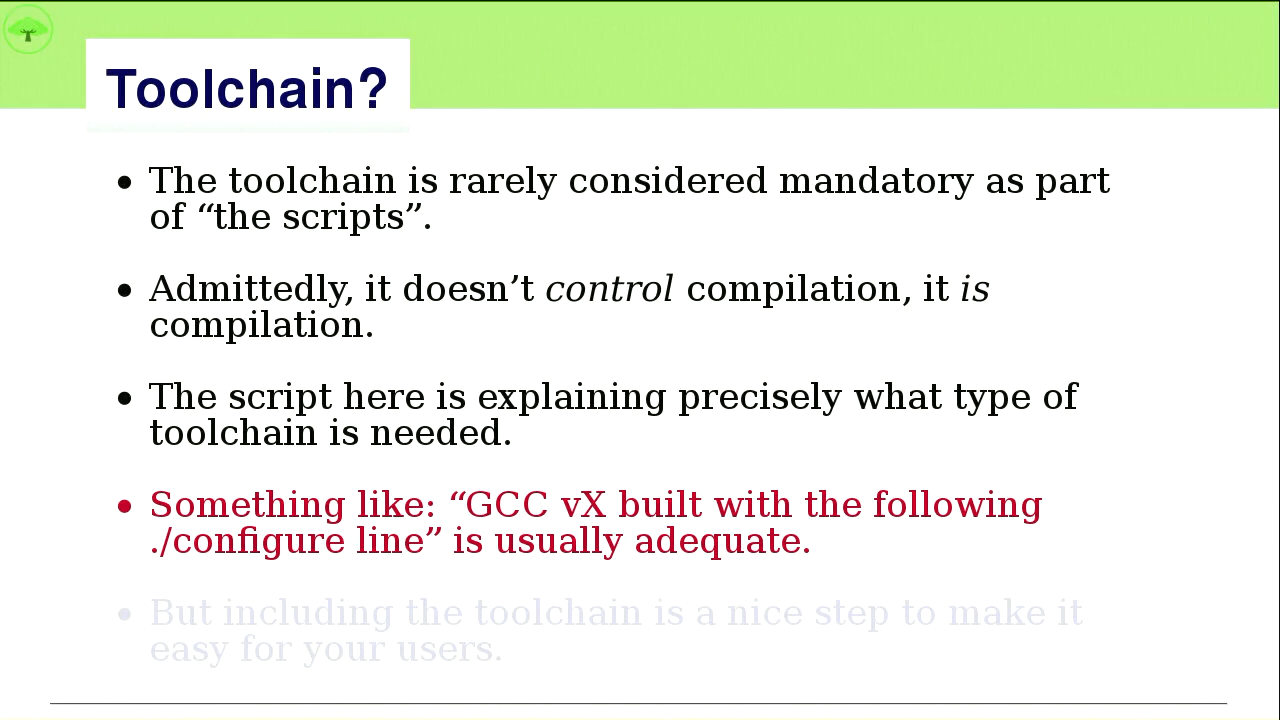 Toolchain?
• The toolchain is rarely considered mandatory as part
of “the scripts”.
• Admittedly, it doesn’t control compilation, it is
compilation.
• The script here is explaining precisely what type of
toolchain is needed.
• Something like: “GCC vX built with the following
./configure line” is usually adequate.
• But including the toolchain is a nice step to make it
easy for your users.